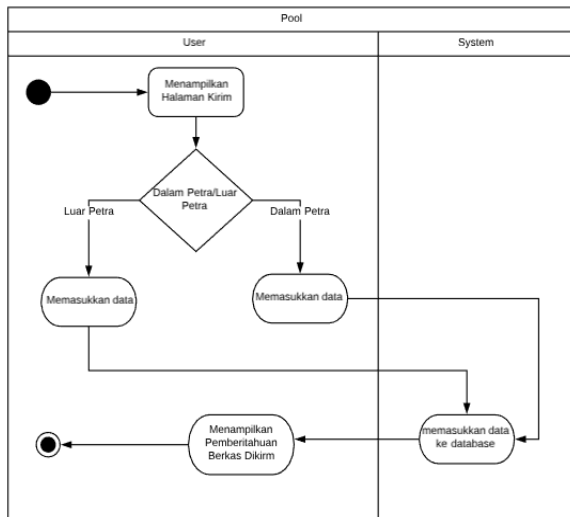 Pool
User
System
Menampilkan
Halaman Kirim
Dalam Petra/Luar
Petra
Luar Petra
Dalam Petra
Memasukkan data
Memasukkan data
Menampilkan
Pemberitahuan
Berkas Dikirm
memasukkan data
ke database